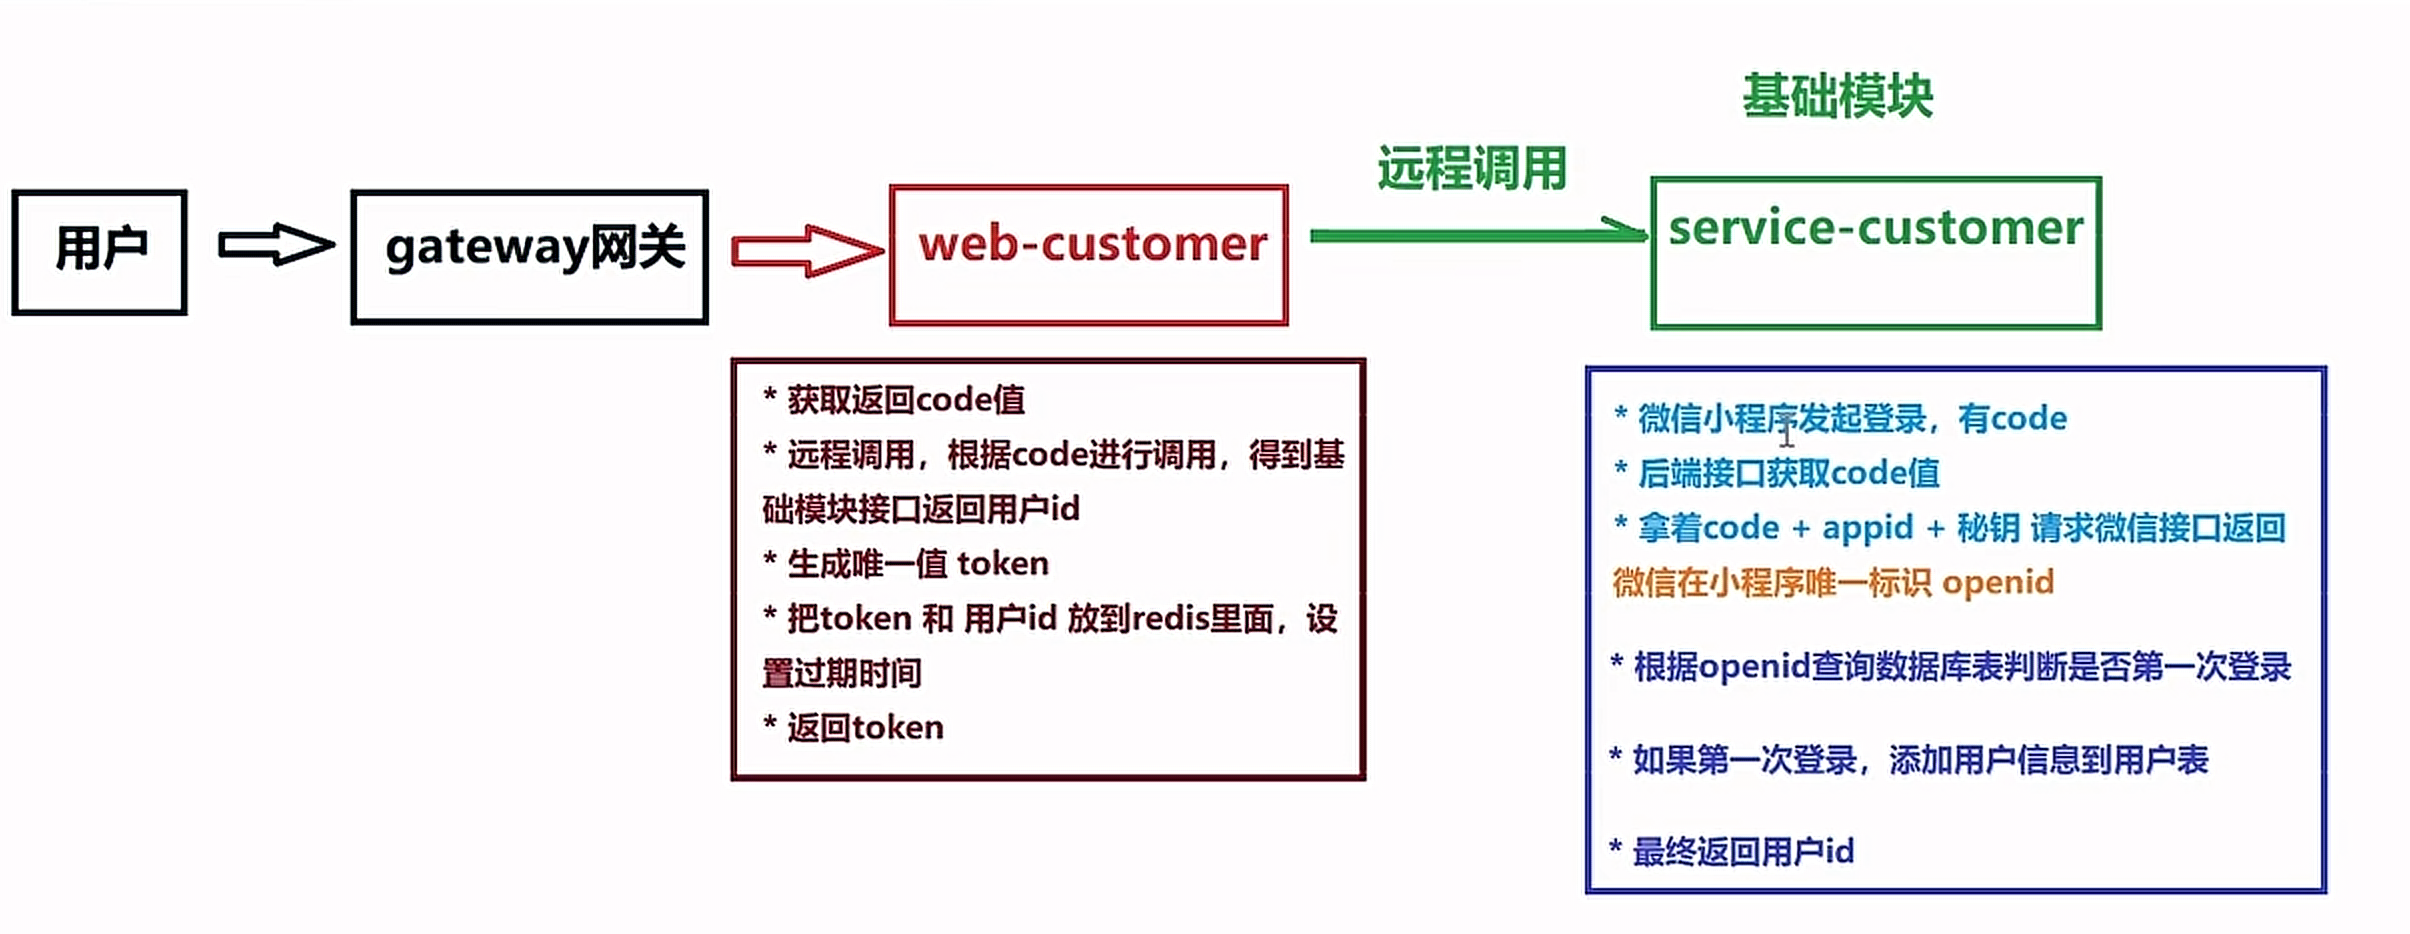 基础模块
远程调用
用户
gateway网关
web-customer
service-customer
* 获取返回code值
* 远程调用，根据code进行调用，得到基
础模块接口返回用户id
* 生成唯一值 token
* 把token 和 用户id 放到redis里面，设
置过期时间
* 返回token
* 微信小程序发起登录，有code
* 后端接口获取code值
* 拿着code + appid + 秘钥 请求微信接口返回
微信在小程序唯一标识 openid
* 根据openid查询数据库表判断是否第一次登录
* 如果第一次登录，添加用户信息到用户表
* 最终返回用户id